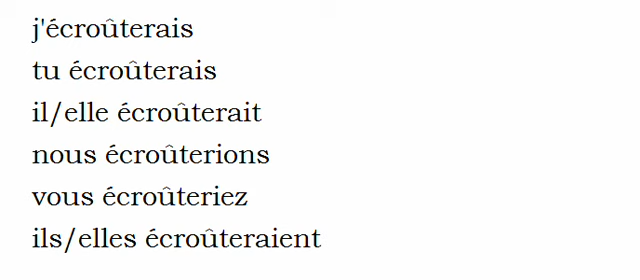 j'écroûterais
tu écroûterais
il/elle écroûterait
nous écroûterions
vous écroûteriez
ils/elles écroûteraient